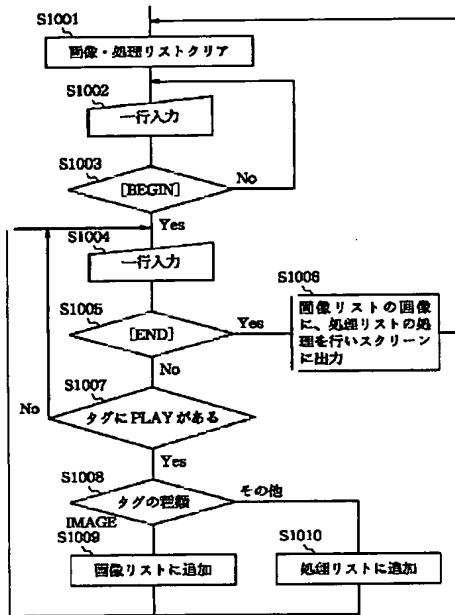 S1001
画像・処理リストクリア
S1002
一行入力
S1003
[BEGIN]
No
Yes
S1004
一行入力
S1005
[END]
Yes
S1006
画像リストの画像
に、処理リストの処
理を行いスクリーン
に出力
No
S1007
No
タグにPLAYがある
Yes
S1008
タグの種類
その他
IMAGE
S1009
画像リストに追加
S1010
処理リストに追加